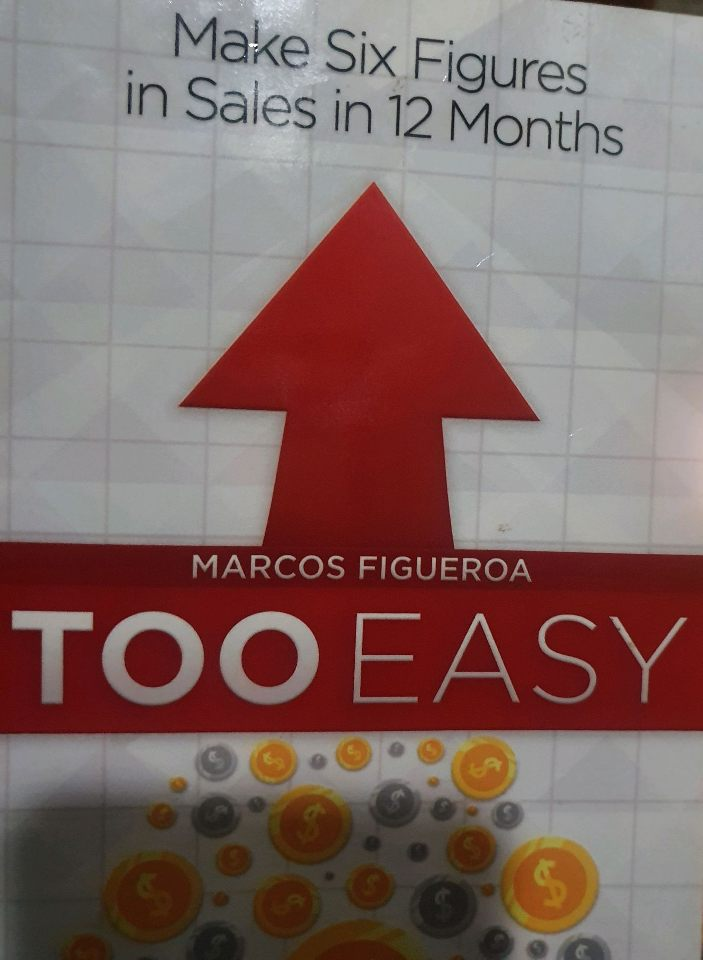 Make Six Figures
in Sales in 12 Months
MARCOS FIGUEROA
TOO EASY